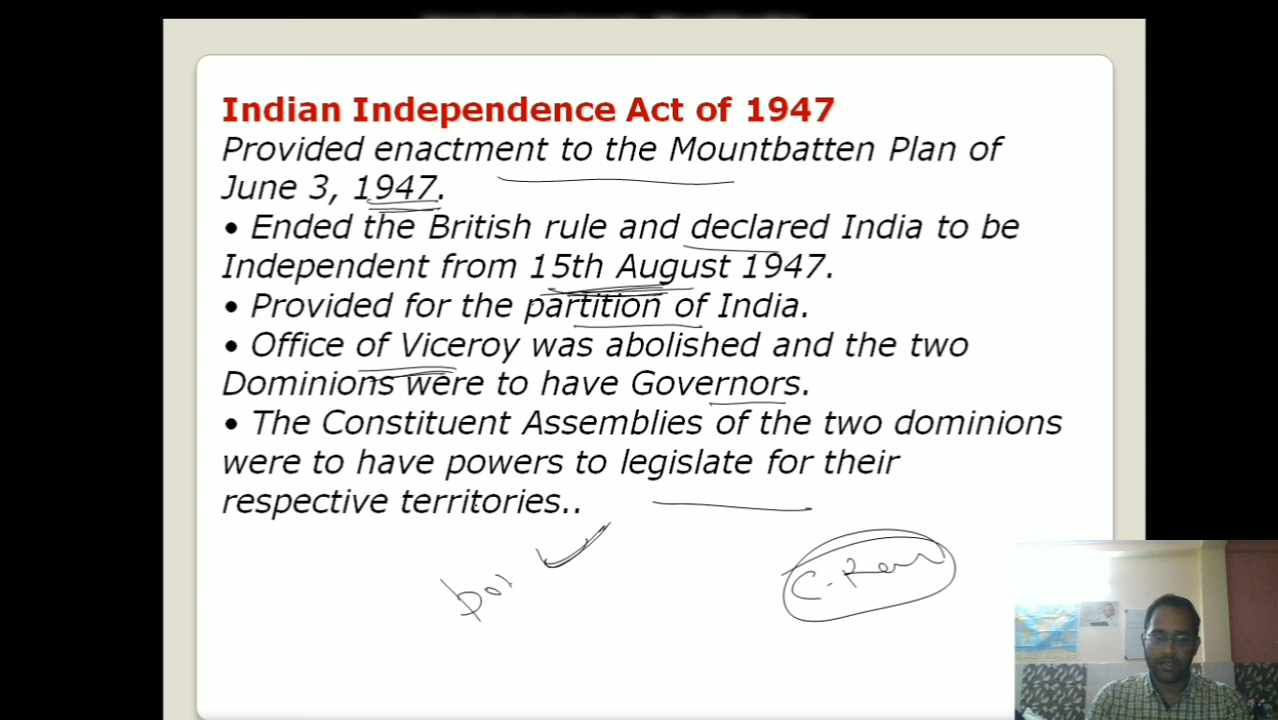 Indian Independence Act of 1947
Provided enactment to the Mountbatten Plan of
June 3, 1947.
• Ended the British rule and declared India to be
Independent from 15th August 1947.
• Provided for the partition of India.
• Office of Viceroy was abolished and the two
Dominions were to have Governors.
• The Constituent Assemblies of the two dominions
were to have powers to legislate for their
respective territories..
C.